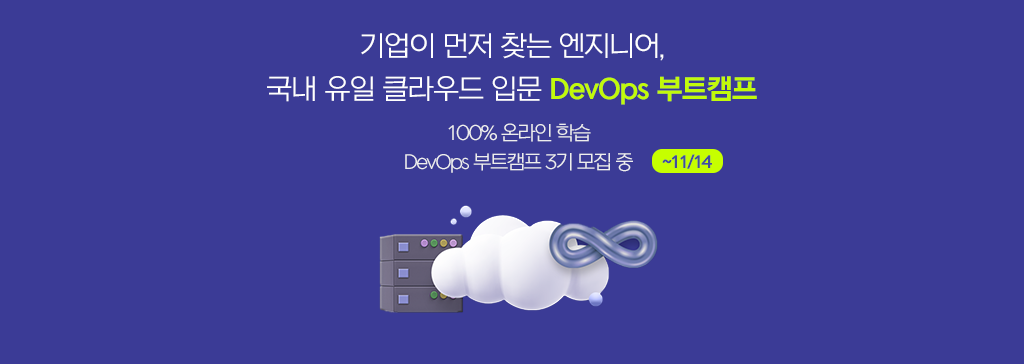 기업이 먼저 찾는 엔지니어,
국내 유일 클라우드 입문 DevOps 부트캠프
100% 온라인 학습
DevOps 부트캠프 3기 모집 중 ~11/14